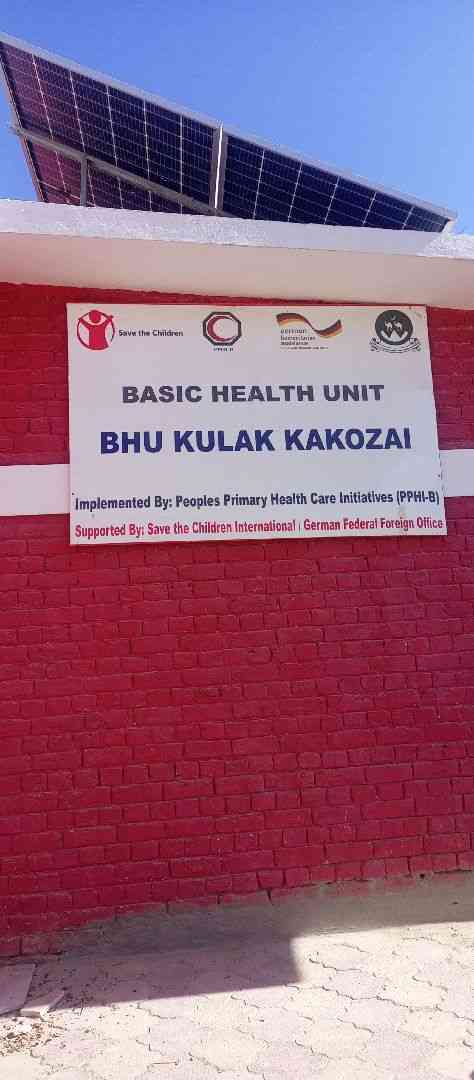 Save the Children
PPHI-B
german
humanitarian
assistance
BASIC HEALTH UNIT
BHU KULAK KAKOZAI
Implemented By: Peoples Primary Health Care Initiatives (PPHI-B)
Supported By: Save the Children International , German Federal Foreign Office